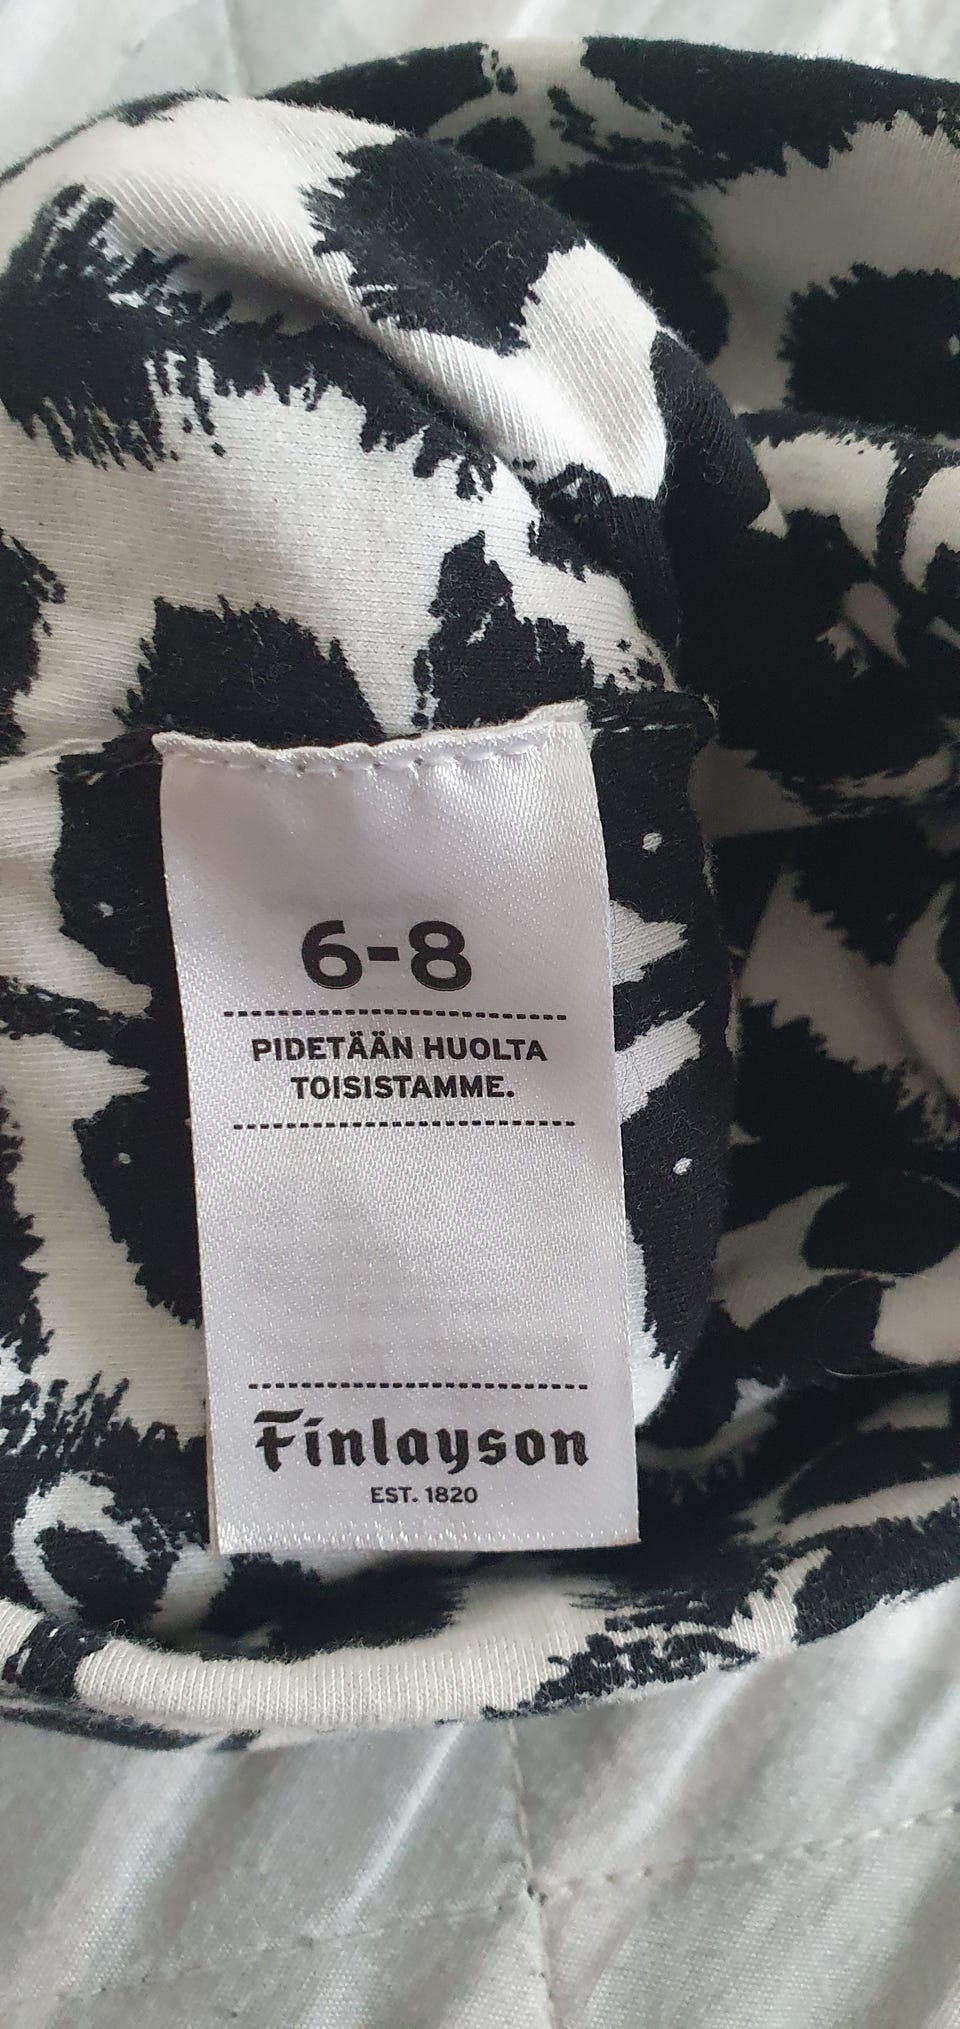 6-8
PIDETÄÄN HUOLTA
TOISISTAMME.
Finlayson
EST. 1820